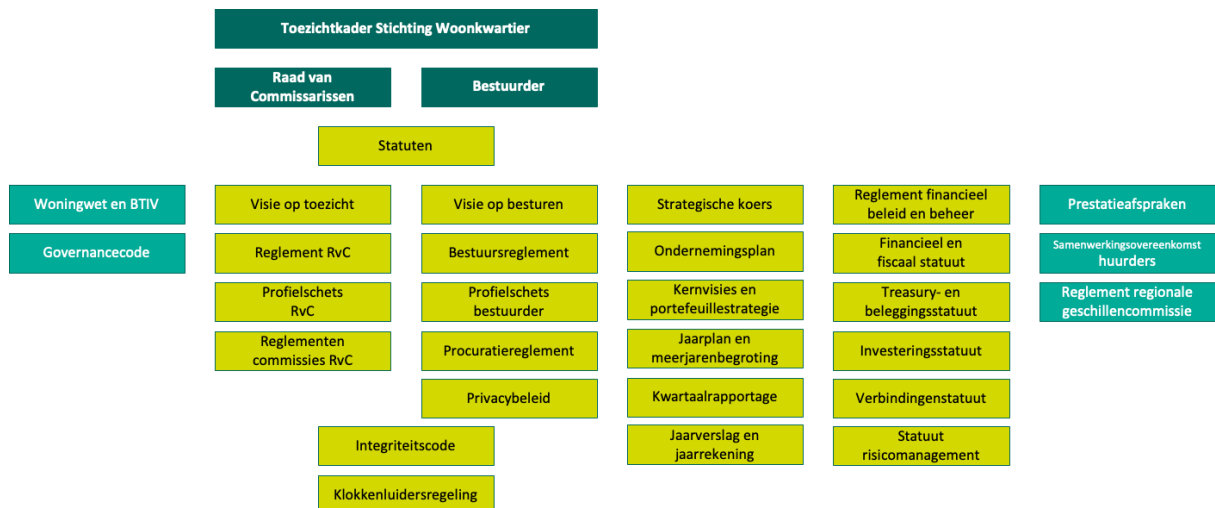 Toezichtkader Stichting Woonkwartier
Raad van
Commissarissen
Bestuurder
Statuten
Woningwet en BTIV
Governancecode
Visie op toezicht
Reglement RvC
Profielschets
RvC
Reglementen
commissies RvC
Visie op besturen
Bestuursreglement
Profielschets
bestuurder
Procuratiereglement
Privacybeleid
Integriteitscode
Klokkenluidersregeling
Strategische koers
Ondernemingsplan
Kernvisies en
portefeuillestrategie
Jaarplan en
meerjarenbegroting
Kwartaalrapportage
Jaarverslag en
jaarrekening
Reglement financieel
beleid en beheer
Financieel en
fiscaal statuut
Treasury- en
beleggingsstatuut
Investeringsstatuut
Verbindingenstatuut
Statuut
risicomanagement
Prestatieafspraken
Samenwerkingsovereenkomst
huurders
Reglement regionale
geschillencommissie